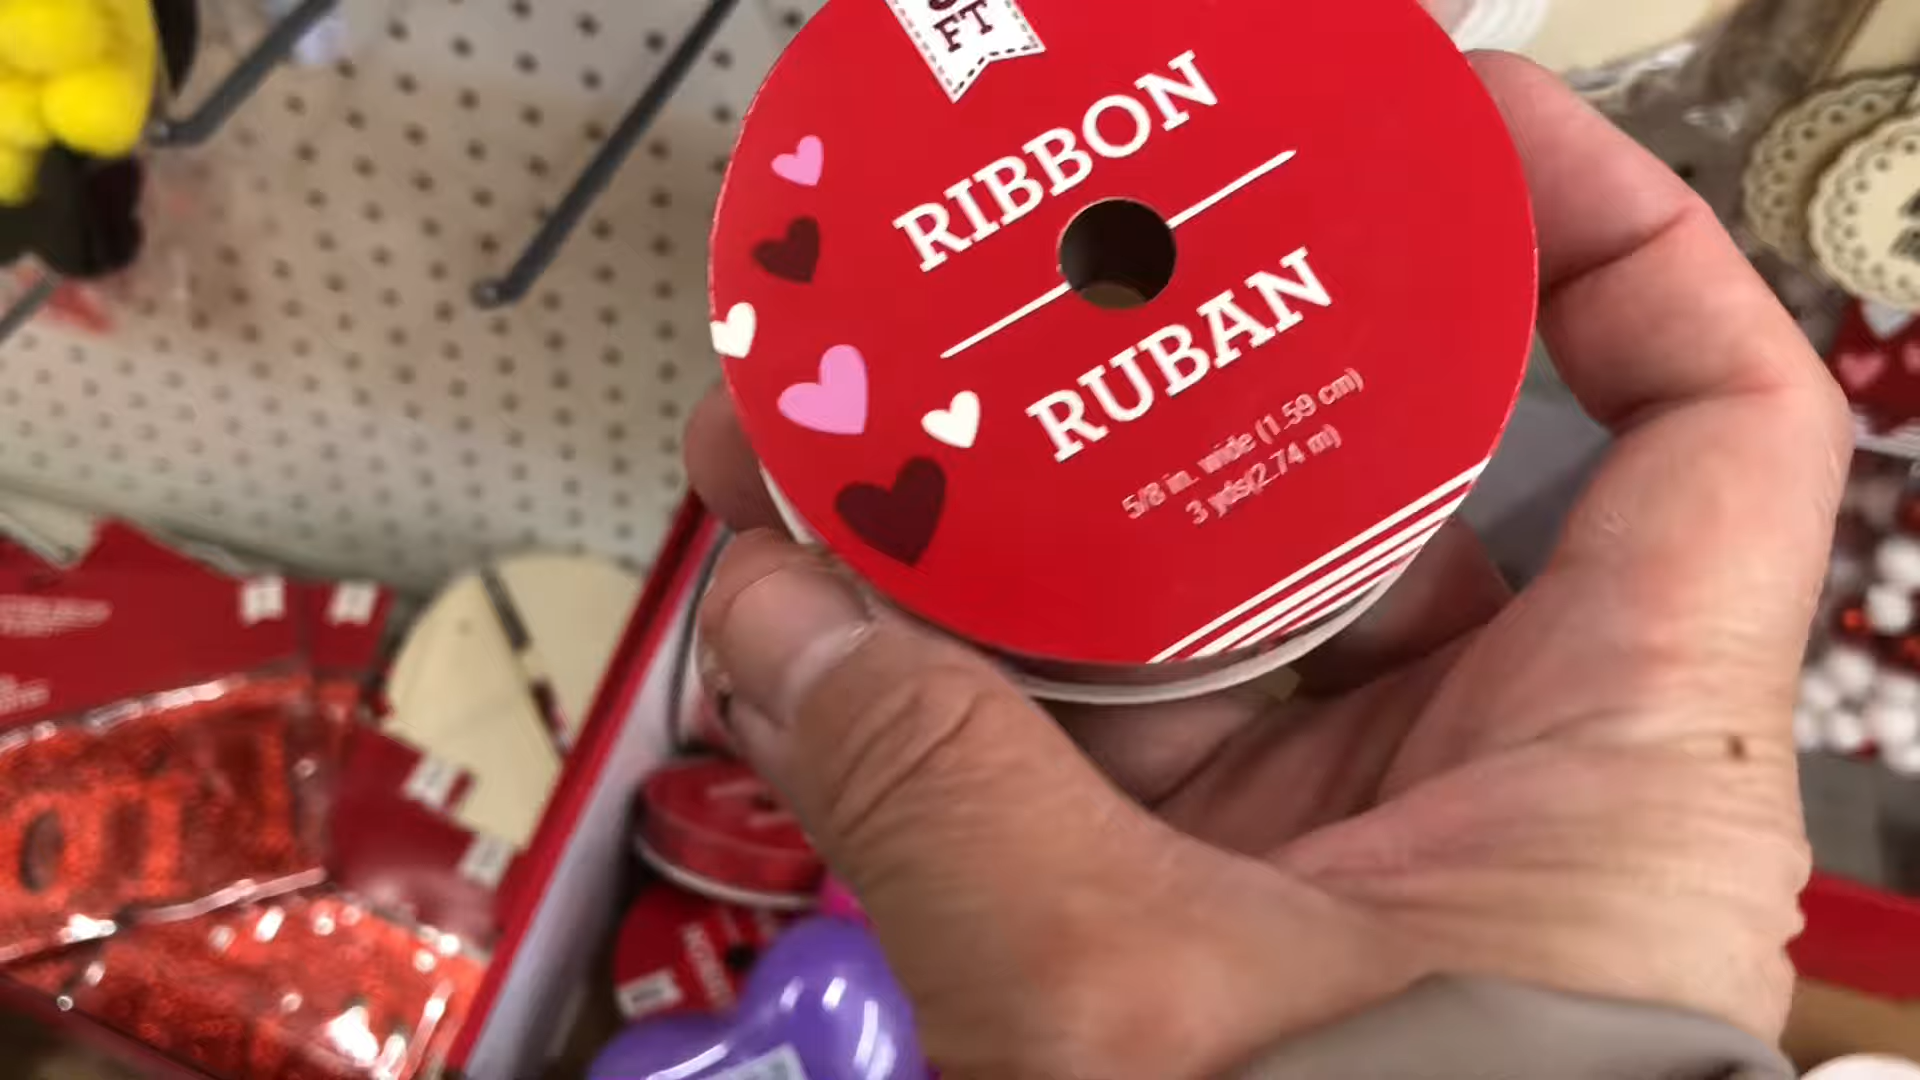 FT
RIBBON
RUBAN
5/8 in. wide (1.59 cm)
3 yds(2.74 m)